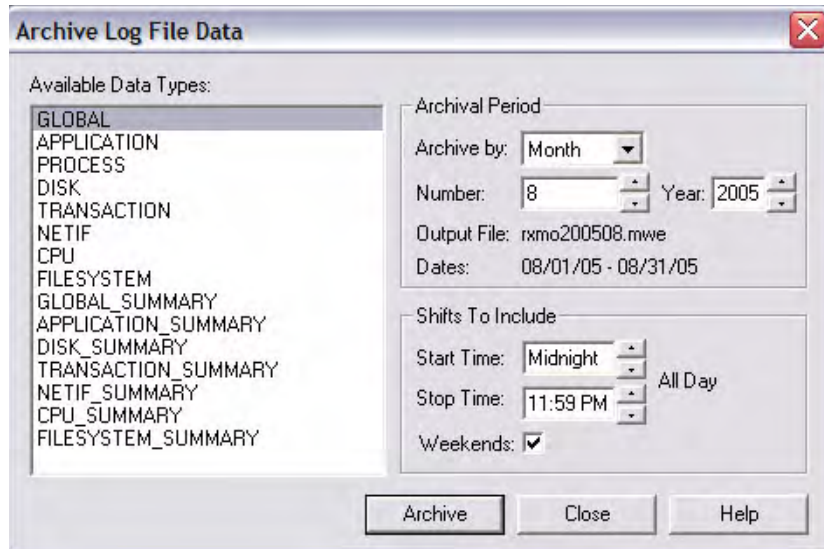 Archive Log File Data
Available Data Types:
GLOBAL
APPLICATION
PROCESS
DISK
TRANSACTION
NETIF
CPU
FILESYSTEM
GLOBAL_SUMMARY
APPLICATION_SUMMARY
DISK_SUMMARY
TRANSACTION_SUMMARY
NETIF_SUMMARY
CPU_SUMMARY
FILESYSTEM_SUMMARY
Archival Period
Archive by: Month
Number: 8 Year: 2005
Output File: rxmo200508.mwe
Dates: 08/01/05 - 08/31/05
Shifts To Include
Start Time: Midnight
All Day
Stop Time: 11:59 PM
Weekends:
Archive Close Help